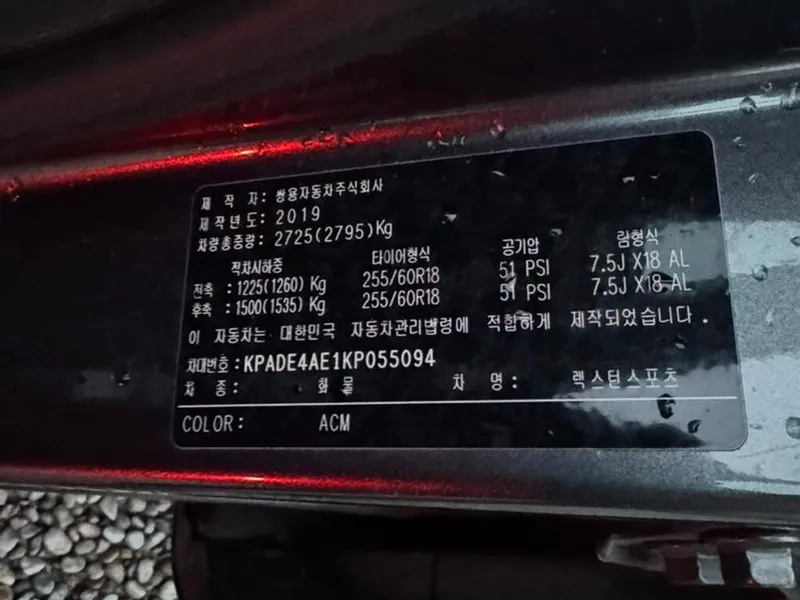 제 작 자: 쌍용자동차주식회사
제작년도: 2019
차량총중량: 2725(2795)Kg
적차시하중 타이어형식 공기압 림형식
전축: 1225(1260) Kg 255/60R18 51 PSI 7.5J X18 AL
후축: 1500(1535) Kg 255/60R18 51 PSI 7.5J X18 AL
이 자동차는 대한민국 자동차관리법령에 적합하게 제작되었습니다.
차대번호: KPADE4AE1KP055094
차 종: 화 물 차 명: 렉스턴스포츠
COLOR: ACM